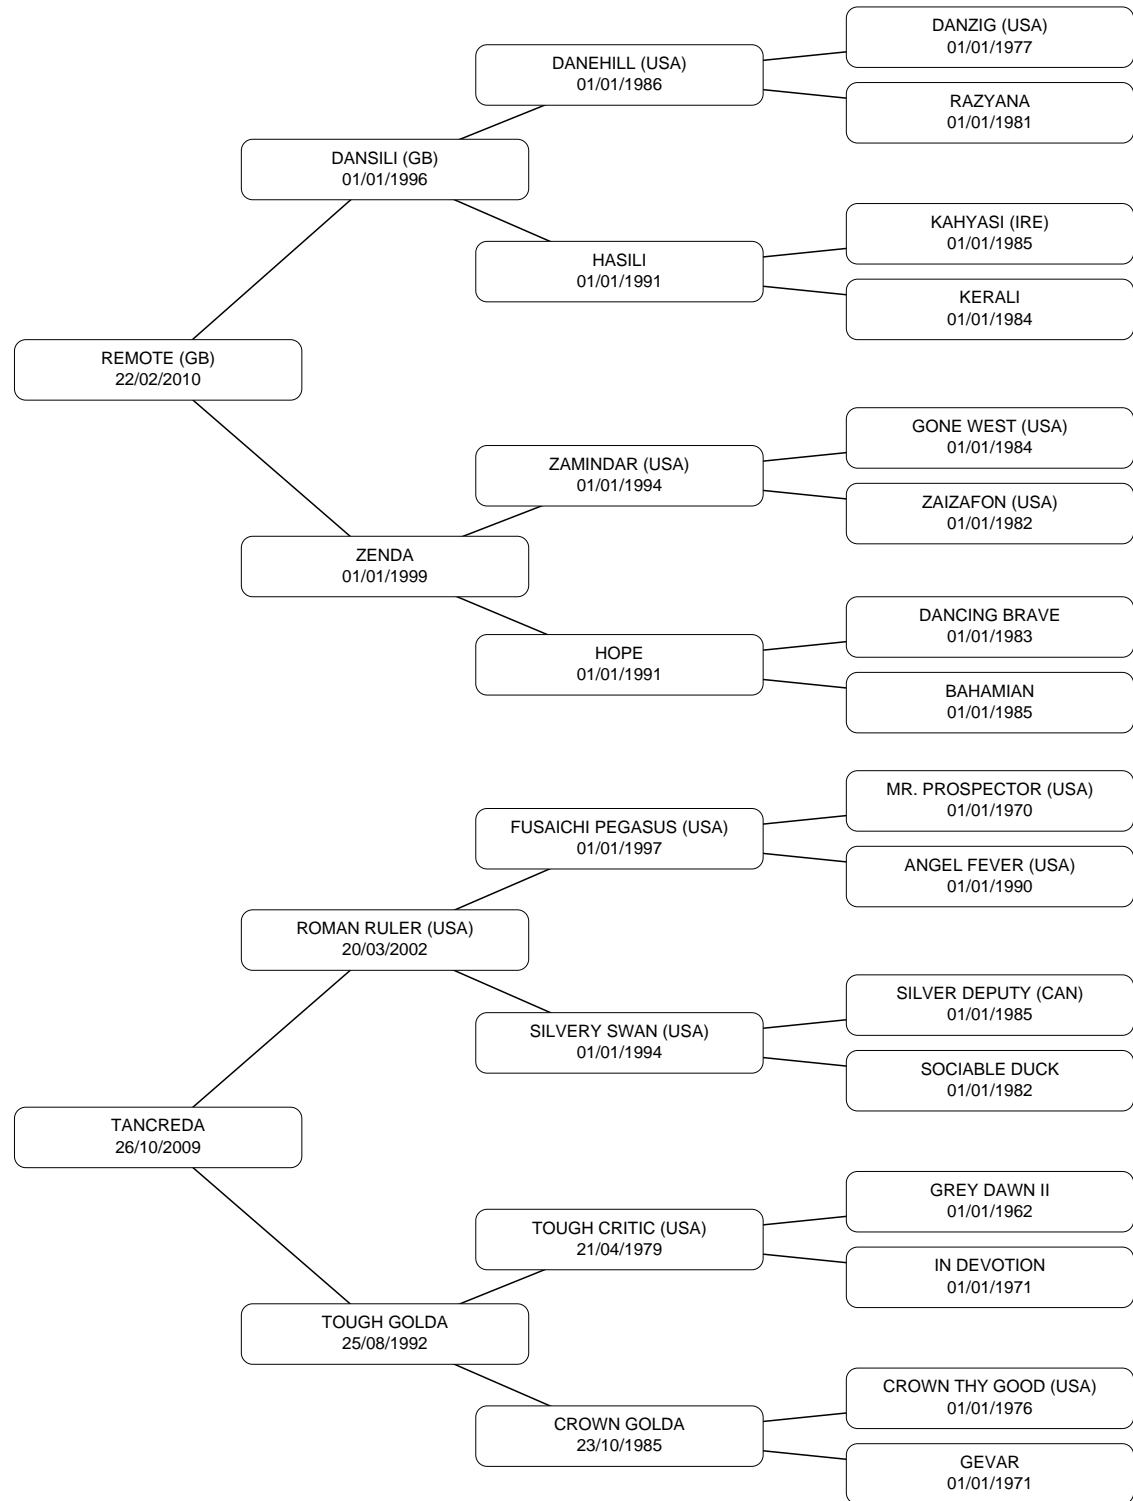 DANZIG (USA)
01/01/1977
DANEHILL (USA)
01/01/1986
RAZYANA
01/01/1981
DANSILI (GB)
01/01/1996
KAHYASI (IRE)
01/01/1985
HASILI
01/01/1991
KERALI
01/01/1984
REMOTE (GB)
22/02/2010
GONE WEST (USA)
01/01/1984
ZAMINDAR (USA)
01/01/1994
ZAIZAFON (USA)
01/01/1982
ZENDA
01/01/1999
DANCING BRAVE
01/01/1983
HOPE
01/01/1991
BAHAMIAN
01/01/1985
MR. PROSPECTOR (USA)
01/01/1970
FUSAICHI PEGASUS (USA)
01/01/1997
ANGEL FEVER (USA)
01/01/1990
ROMAN RULER (USA)
20/03/2002
SILVER DEPUTY (CAN)
01/01/1985
SILVERY SWAN (USA)
01/01/1994
SOCIABLE DUCK
01/01/1982
TANCREDA
26/10/2009
GREY DAWN II
01/01/1962
TOUGH CRITIC (USA)
21/04/1979
IN DEVOTION
01/01/1971
TOUGH GOLDA
25/08/1992
CROWN THY GOOD (USA)
01/01/1976
CROWN GOLDA
23/10/1985
GEVAR
01/01/1971